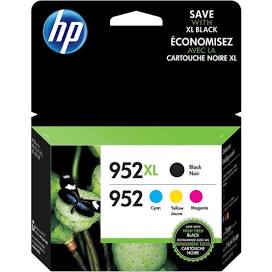 hp
SAVE
WITH
XL BLACK
ÉCONOMISEZ
AVEC LA
CARTOUCHE NOIRE XL
952XL
Black
Noir
952
Cyan
Yellow
Jaune
Magenta